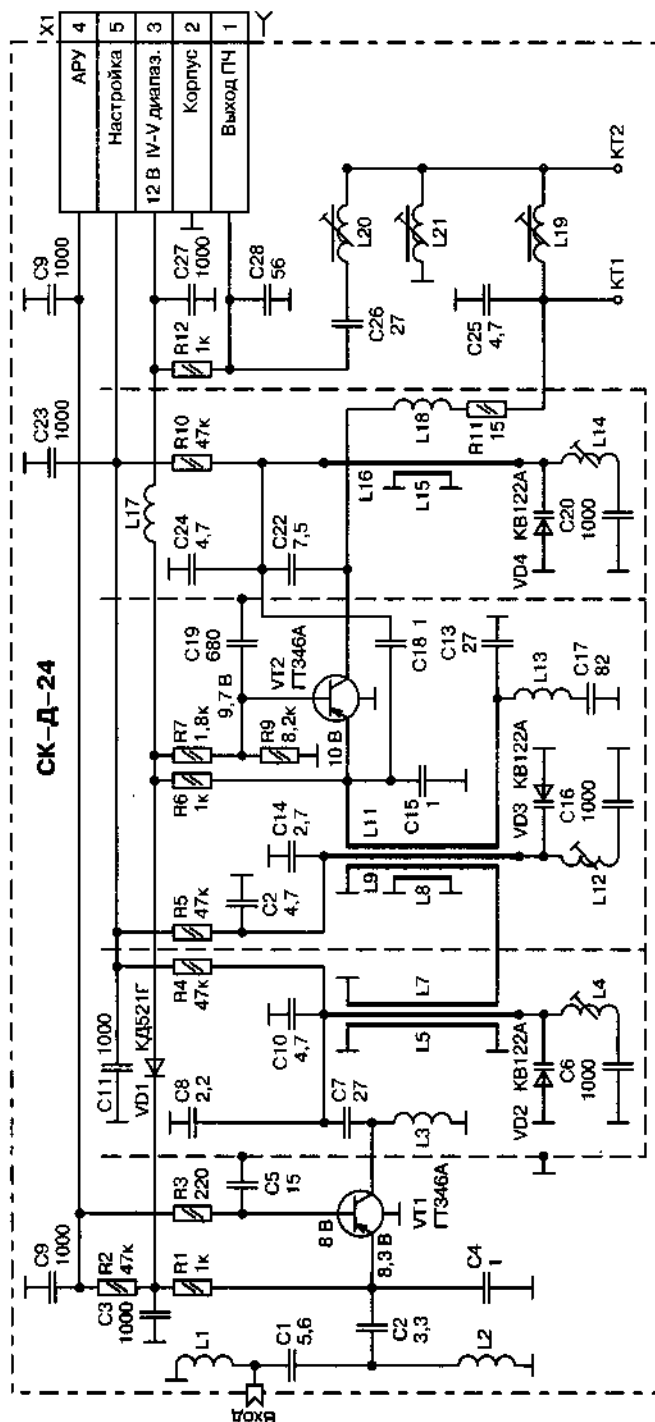 СК-Д-24
X1
4 АРУ
5 Настройка
3 12 В IV-V диапаз.
2 Корпус
1 Выход ПЧ
Y
Вход
L1
C1
5,6
L2
C2
3,3
C4
1
C9
1000
R2
47к
C3
1000
R1
1к
R3
220
C5
15
8 В
8,3 В
VT1
ГТ346А
C11
1000
VD1
КД521Г
C8
2,2
C7
27
L3
C10
4,7
R4
47к
L5
L7
VD2
КВ122А
C6
1000
L4
R5
47к
C2
4,7
C14
2,7
L9
L8
L11
L12
VD3
КВ122А
C16
1000
R6
1к
R7
1,8к
R9
8,2к
9,7 В
10 В
C19
680
VT2
ГТ346А
C15
1
C18 1
C13
27
L13
C17
82
L17
C24
4,7
C22
7,5
C23
1000
R10
47к
L16
L15
VD4
КВ122А
C20
1000
L14
L18
R11
15
C9
1000
R12
1к
C27
1000
C28
56
C26
27
L20
L21
C25
4,7
L19
КТ1
КТ2